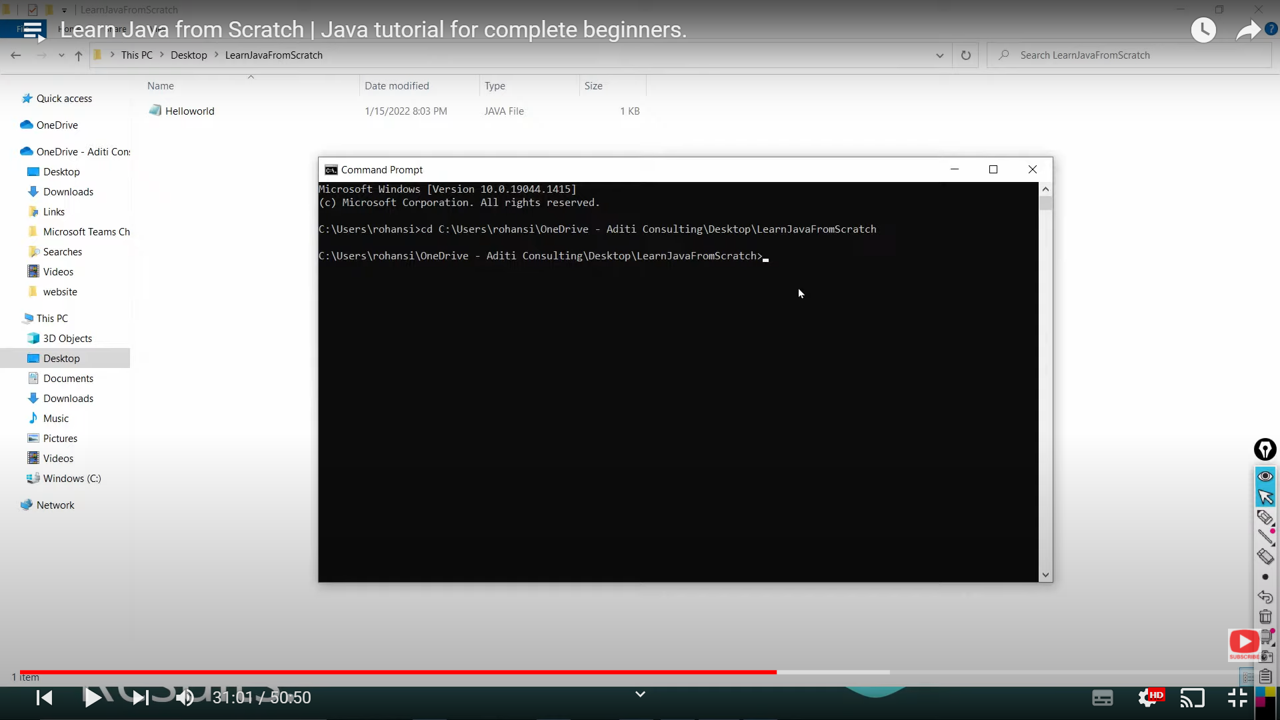 LearnJavaFromScratch
Learn Java from Scratch | Java tutorial for complete beginners.
This PC Desktop LearnJavaFromScratch
Search LearnJavaFromScratch
Name Date modified Type Size
Helloworld 1/15/2022 8:03 PM JAVA File 1 KB
Quick access
OneDrive
OneDrive - Aditi Cons
Desktop
Downloads
Links
Microsoft Teams Ch
Searches
Videos
website
This PC
3D Objects
Desktop
Documents
Downloads
Music
Pictures
Videos
Windows (C:)
Network
Command Prompt
Microsoft Windows [Version 10.0.19044.1415]
(c) Microsoft Corporation. All rights reserved.
C:\Users\rohansi>cd C:\Users\rohansi\OneDrive - Aditi Consulting\Desktop\LearnJavaFromScratch
C:\Users\rohansi\OneDrive - Aditi Consulting\Desktop\LearnJavaFromScratch>
SUBSCRIBE
1 item
31:01 / 50:50
HD